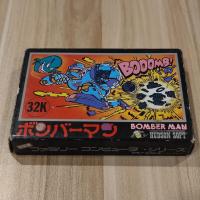 BOOOMB!
32K
ボンバーマン
BOMBER MAN
HUDSON SOFT